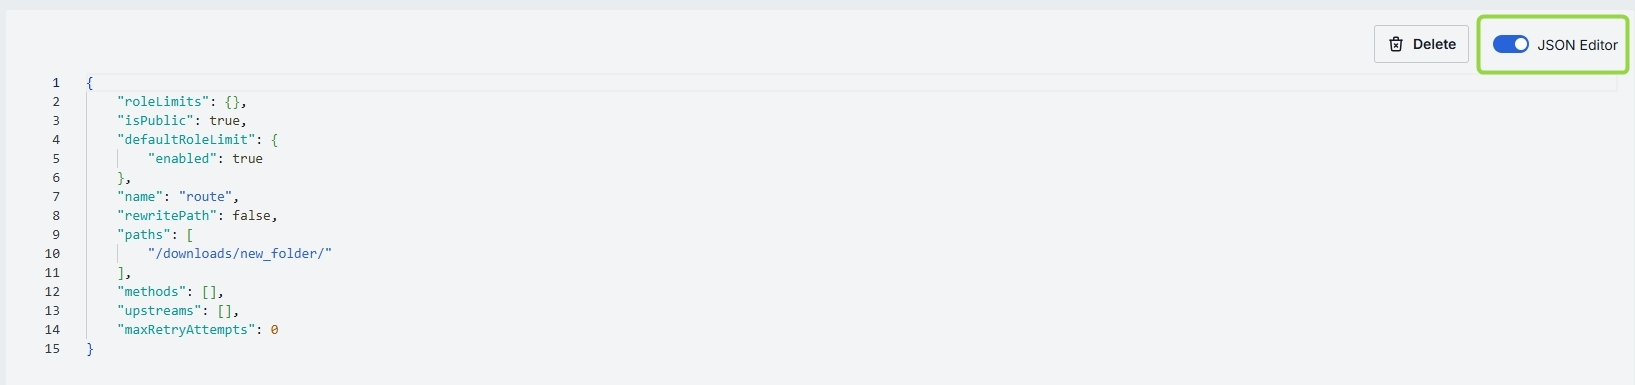 Delete
JSON Editor
1 {
2 "roleLimits": {},
3 "isPublic": true,
4 "defaultRoleLimit": {
5 "enabled": true
6 },
7 "name": "route",
8 "rewritePath": false,
9 "paths": [
10 "/downloads/new_folder/"
11 ],
12 "methods": [],
13 "upstreams": [],
14 "maxRetryAttempts": 0
15 }